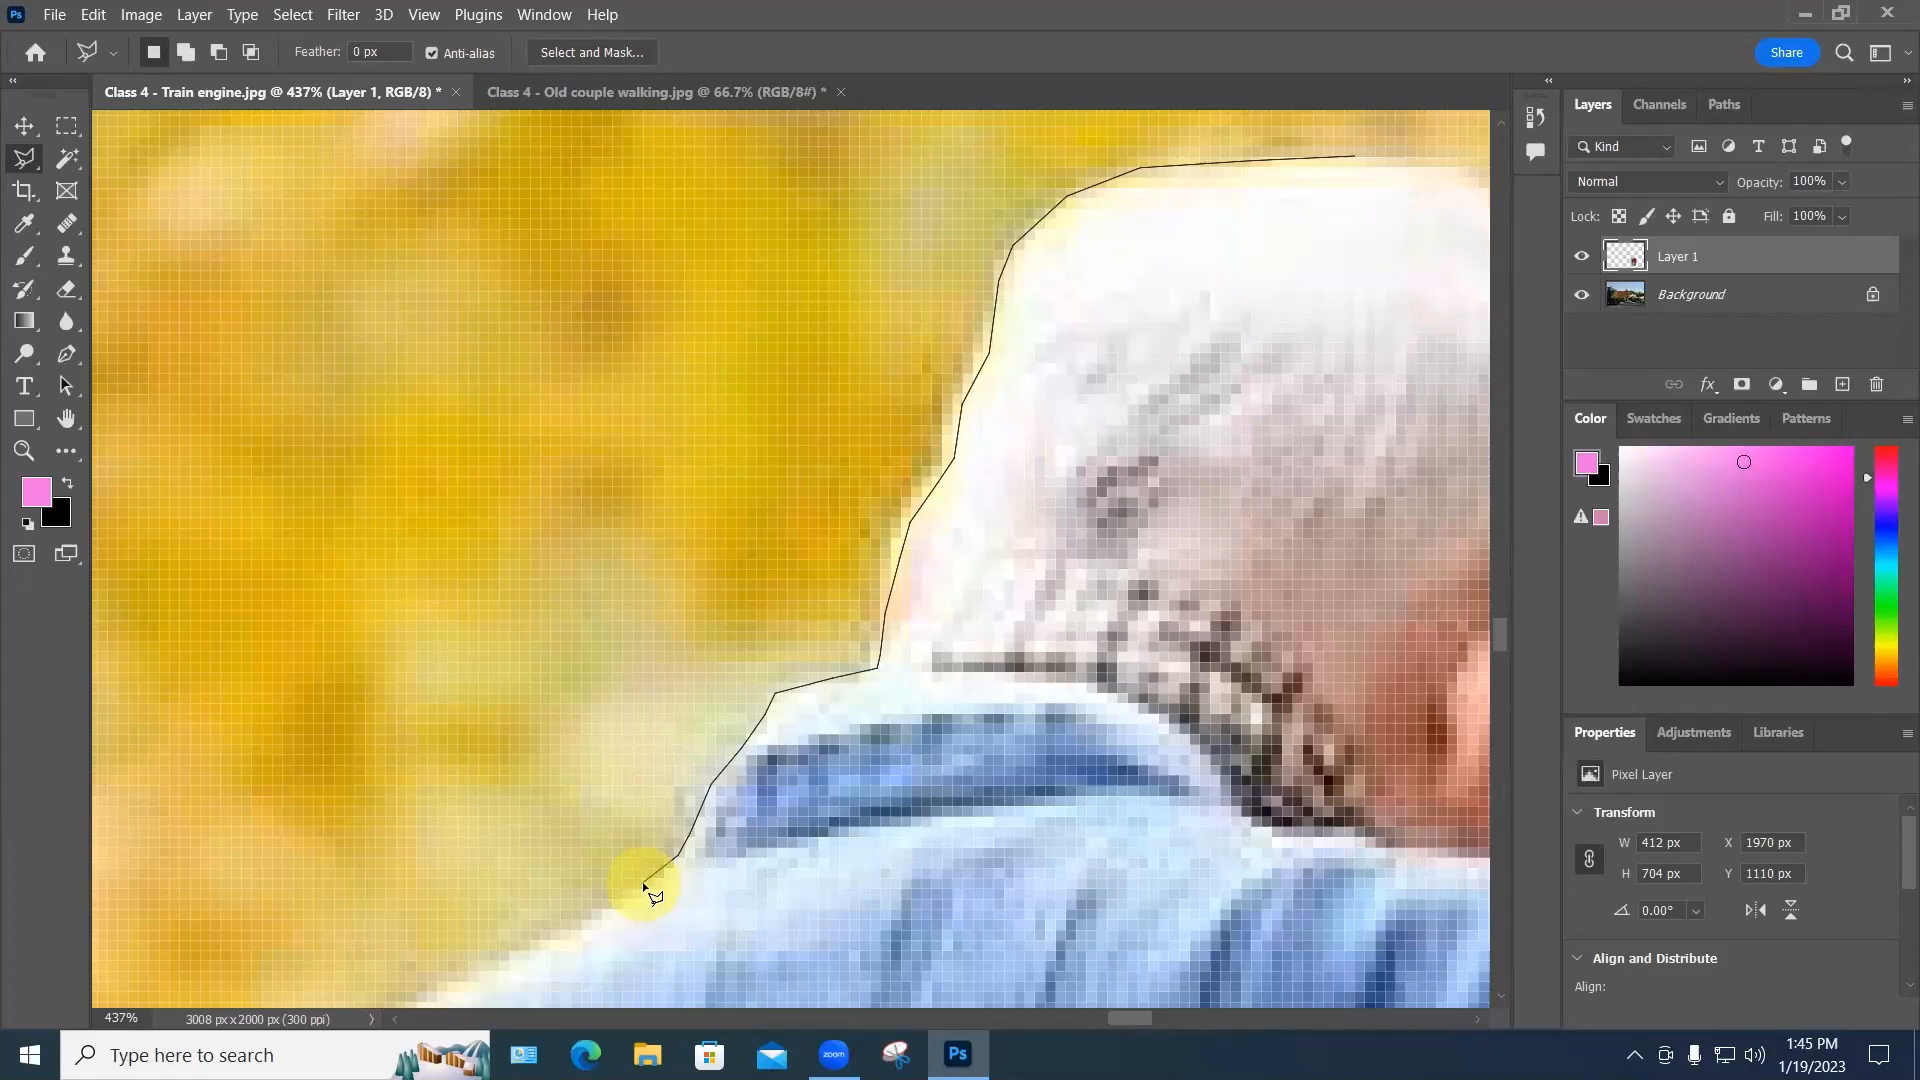 Ps File Edit Image Layer Type Select Filter 3D View Plugins Window Help
Feather: 0 px Anti-alias Select and Mask... Share
Class 4 - Train engine.jpg @ 437% (Layer 1, RGB/8) * Class 4 - Old couple walking.jpg @ 66.7% (RGB/8#) *
Layers Channels Paths
Kind
Normal Opacity: 100%
Lock: Fill: 100%
Layer 1
Background
fx
Color Swatches Gradients Patterns
Properties Adjustments Libraries
Pixel Layer
Transform
W 412 px X 1970 px
H 704 px Y 1110 px
0.00°
Align and Distribute
Align:
437% 3008 px x 2000 px (300 ppi)
Type here to search zoom Ps 1:45 PM
1/19/2023